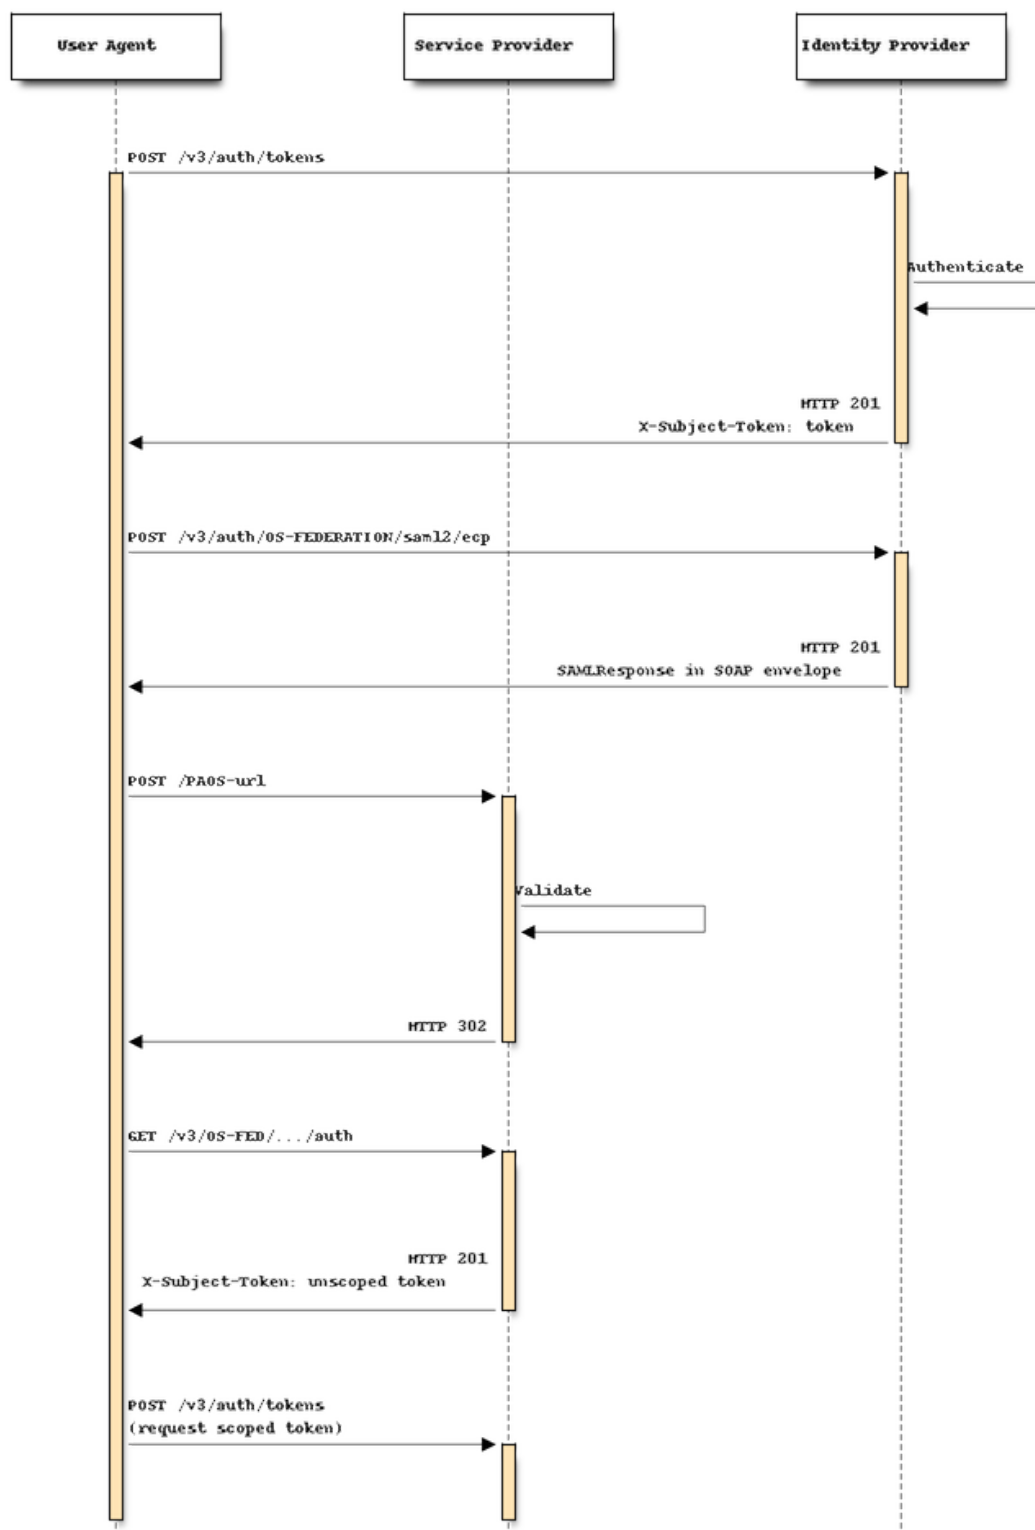 User Agent
Service Provider
Identity Provider
POST /v3/auth/tokens
Authenticate
HTTP 201
X-Subject-Token: token
POST /v3/auth/OS-FEDERATION/saml2/ecp
HTTP 201
SAMLResponse in SOAP envelope
POST /PAOS-url
Validate
HTTP 302
GET /v3/OS-FED/.../auth
HTTP 201
X-Subject-Token: unscoped token
POST /v3/auth/tokens
(request scoped token)